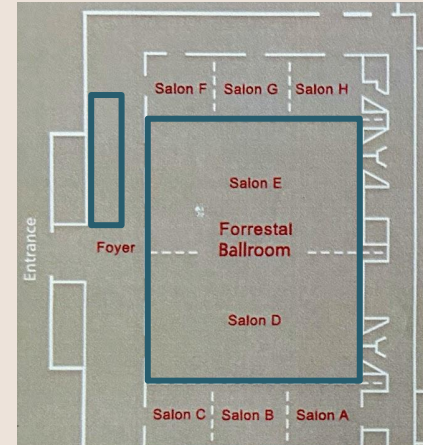 Salon F Salon G Salon H
Salon E
Forrestal
Ballroom
Entrance
Foyer
Salon D
Salon C Salon B Salon A